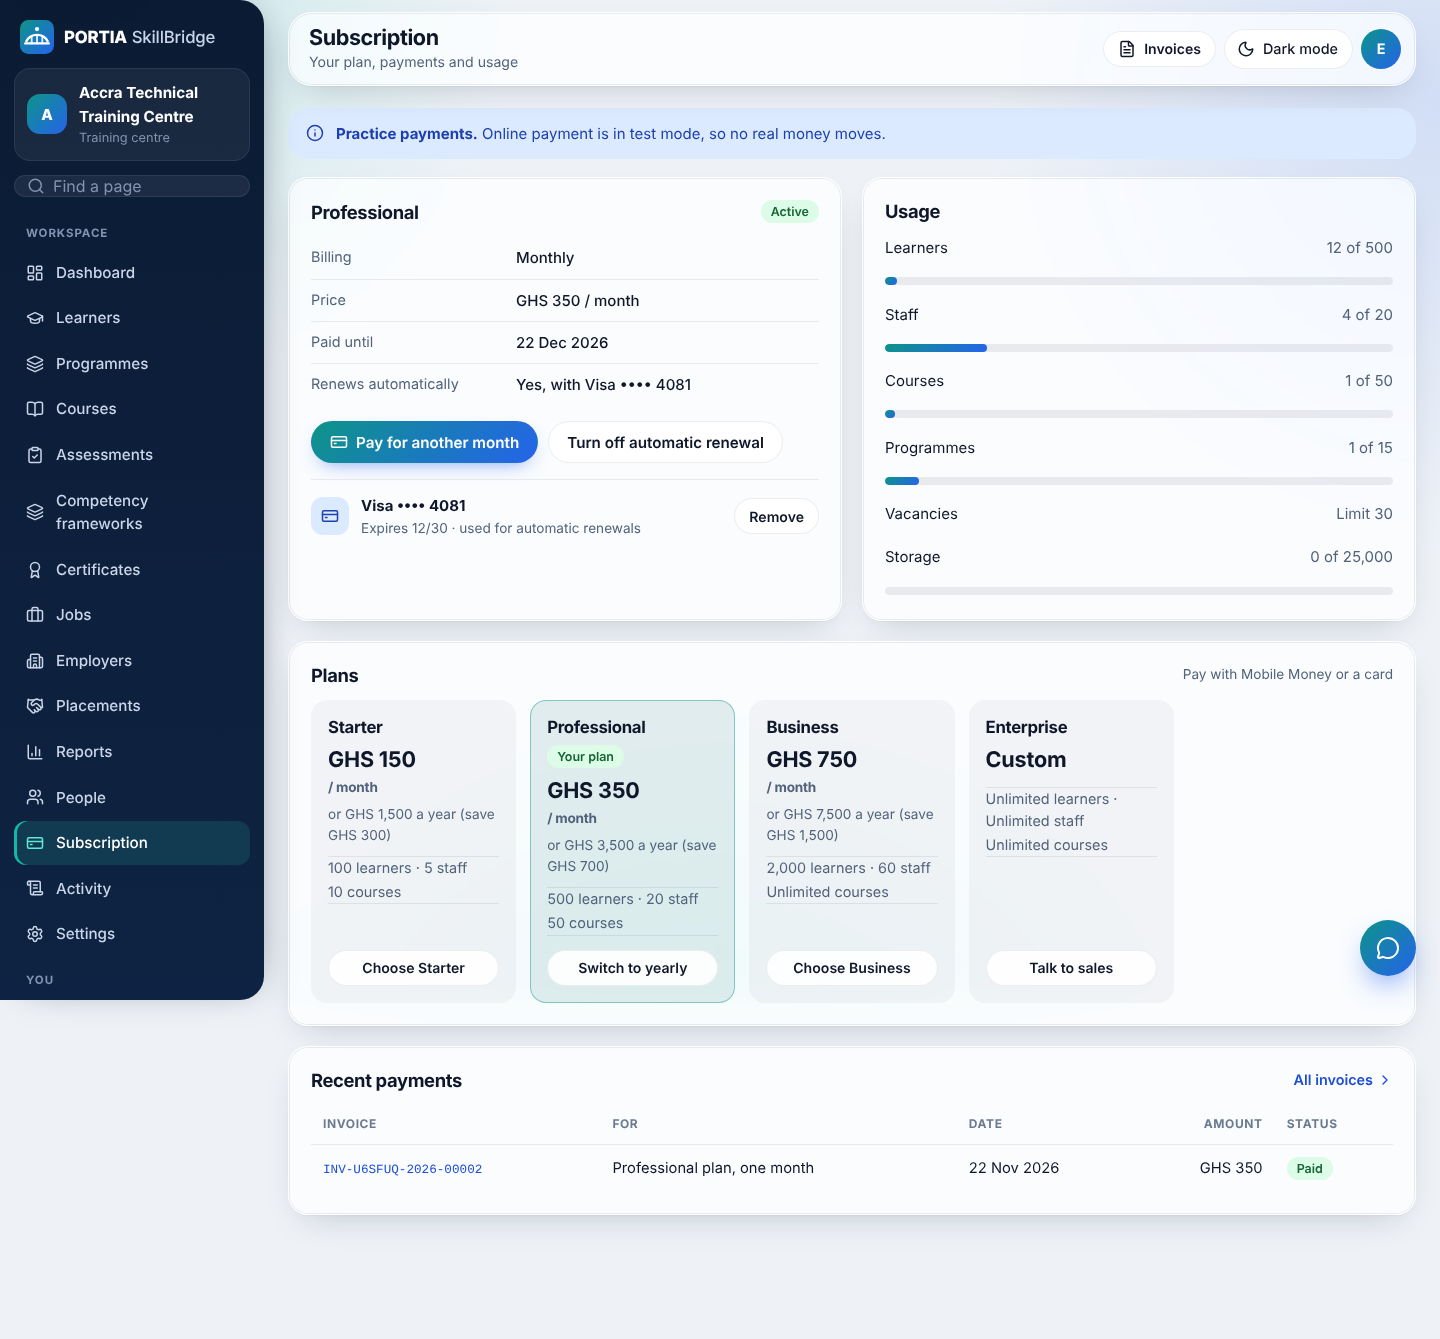 PORTIA SkillBridge
A
Accra Technical
Training Centre
Training centre
Find a page
WORKSPACE
Dashboard
Learners
Programmes
Courses
Assessments
Competency
frameworks
Certificates
Jobs
Employers
Placements
Reports
People
Subscription
Activity
Settings
YOU
Subscription
Your plan, payments and usage
Invoices
Dark mode
E
Practice payments. Online payment is in test mode, so no real money moves.
Professional
Active
Billing Monthly
Price GHS 350 / month
Paid until 22 Dec 2026
Renews automatically Yes, with Visa •••• 4081
Pay for another month
Turn off automatic renewal
Visa •••• 4081
Expires 12/30 · used for automatic renewals
Remove
Usage
Learners 12 of 500
Staff 4 of 20
Courses 1 of 50
Programmes 1 of 15
Vacancies Limit 30
Storage 0 of 25,000
Plans
Pay with Mobile Money or a card
Starter
GHS 150
/ month
or GHS 1,500 a year (save
GHS 300)
100 learners · 5 staff
10 courses
Choose Starter
Professional
Your plan
GHS 350
/ month
or GHS 3,500 a year (save
GHS 700)
500 learners · 20 staff
50 courses
Switch to yearly
Business
GHS 750
/ month
or GHS 7,500 a year (save
GHS 1,500)
2,000 learners · 60 staff
Unlimited courses
Choose Business
Enterprise
Custom
Unlimited learners ·
Unlimited staff
Unlimited courses
Talk to sales
Recent payments
All invoices
INVOICE FOR DATE AMOUNT STATUS
INV-U6SFUQ-2026-00002 Professional plan, one month 22 Nov 2026 GHS 350 Paid